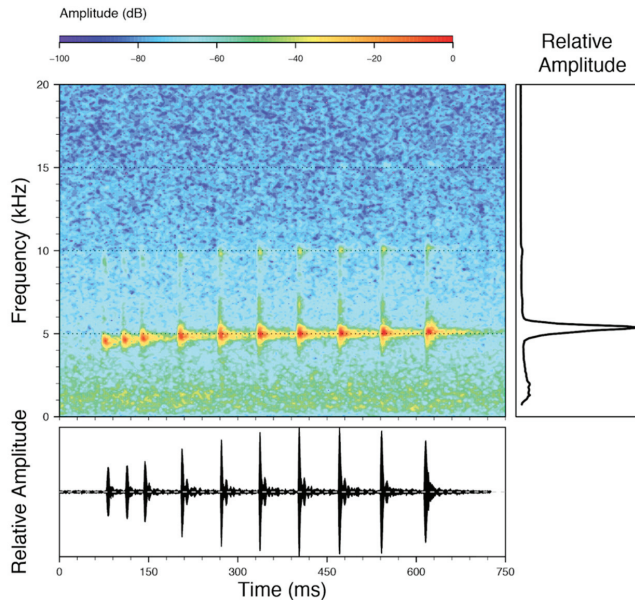 Amplitude (dB)
−100 −80 −60 −40 −20 0
Relative
Amplitude
Frequency (kHz)
20
15
10
5
0
Relative Amplitude
0 150 300 450 600 750
Time (ms)